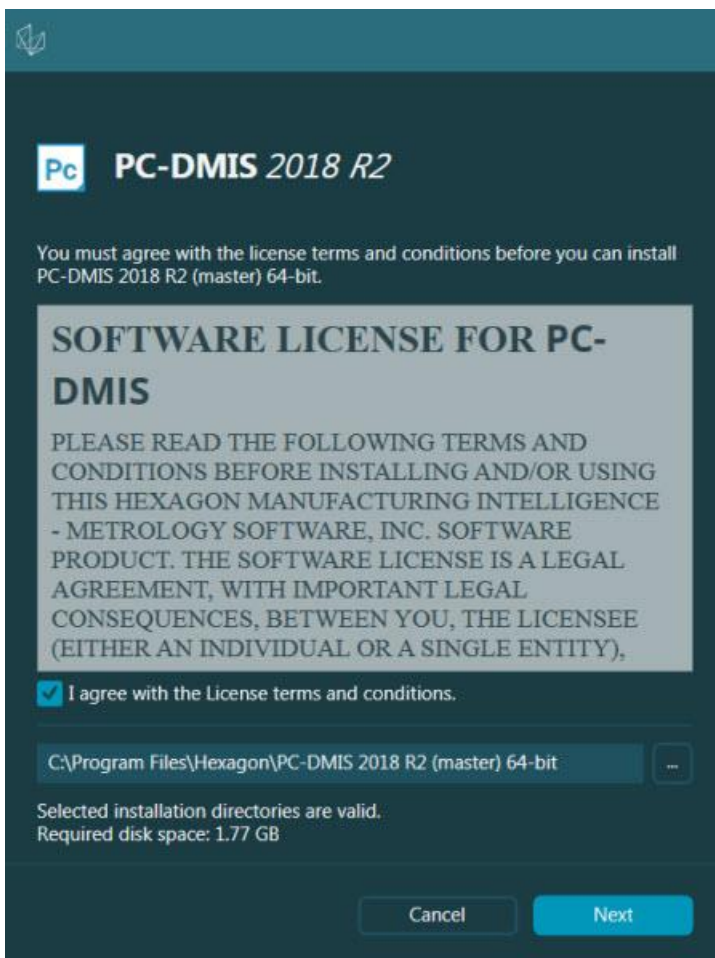 Pc
PC-DMIS 2018 R2
You must agree with the license terms and conditions before you can install
PC-DMIS 2018 R2 (master) 64-bit.
SOFTWARE LICENSE FOR PC-
DMIS
PLEASE READ THE FOLLOWING TERMS AND
CONDITIONS BEFORE INSTALLING AND/OR USING
THIS HEXAGON MANUFACTURING INTELLIGENCE
- METROLOGY SOFTWARE, INC. SOFTWARE
PRODUCT. THE SOFTWARE LICENSE IS A LEGAL
AGREEMENT, WITH IMPORTANT LEGAL
CONSEQUENCES, BETWEEN YOU, THE LICENSEE
(EITHER AN INDIVIDUAL OR A SINGLE ENTITY),
I agree with the License terms and conditions.
C:\Program Files\Hexagon\PC-DMIS 2018 R2 (master) 64-bit
...
Selected installation directories are valid.
Required disk space: 1.77 GB
Cancel
Next